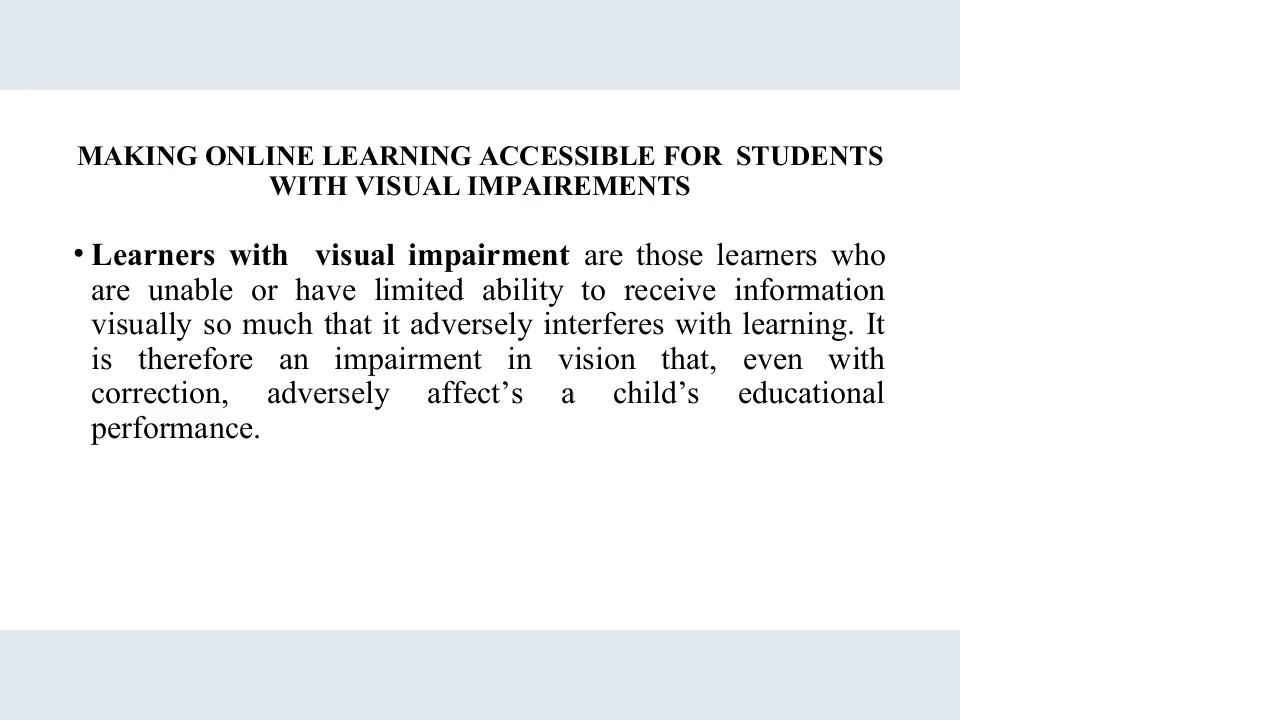 MAKING ONLINE LEARNING ACCESSIBLE FOR  STUDENTS
WITH VISUAL IMPAIREMENTS
• Learners with  visual impairment are those learners who
are unable or have limited ability to receive information
visually so much that it adversely interferes with learning. It
is therefore an impairment in vision that, even with
correction, adversely affect’s a child’s educational
performance.